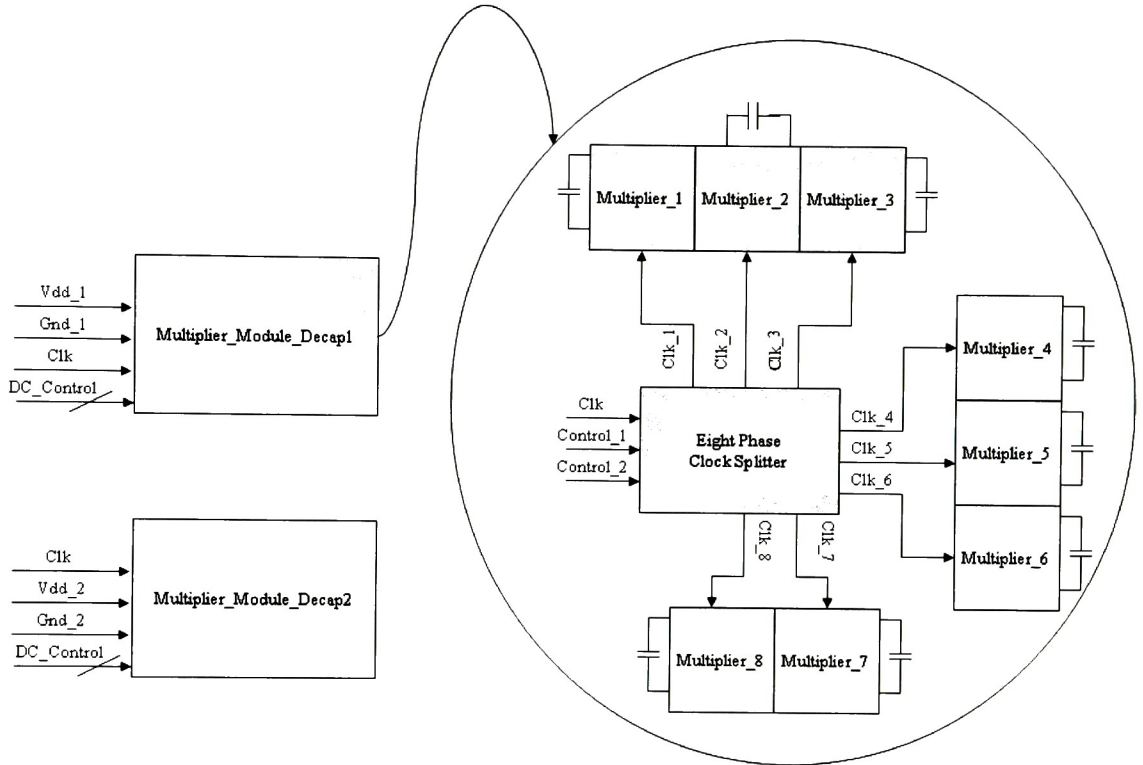 Vdd_1
Gnd_1
Clk
DC_Control
Multiplier_Module_Decap1
Clk
Vdd_2
Gnd_2
DC_Control
Multiplier_Module_Decap2
Multiplier_1
Multiplier_2
Multiplier_3
Clk_1
Clk_2
Clk_3
Clk
Control_1
Control_2
Eight Phase
Clock Splitter
Clk_4
Clk_5
Clk_6
Multiplier_4
Multiplier_5
Multiplier_6
Clk_8
Clk_7
Multiplier_8
Multiplier_7